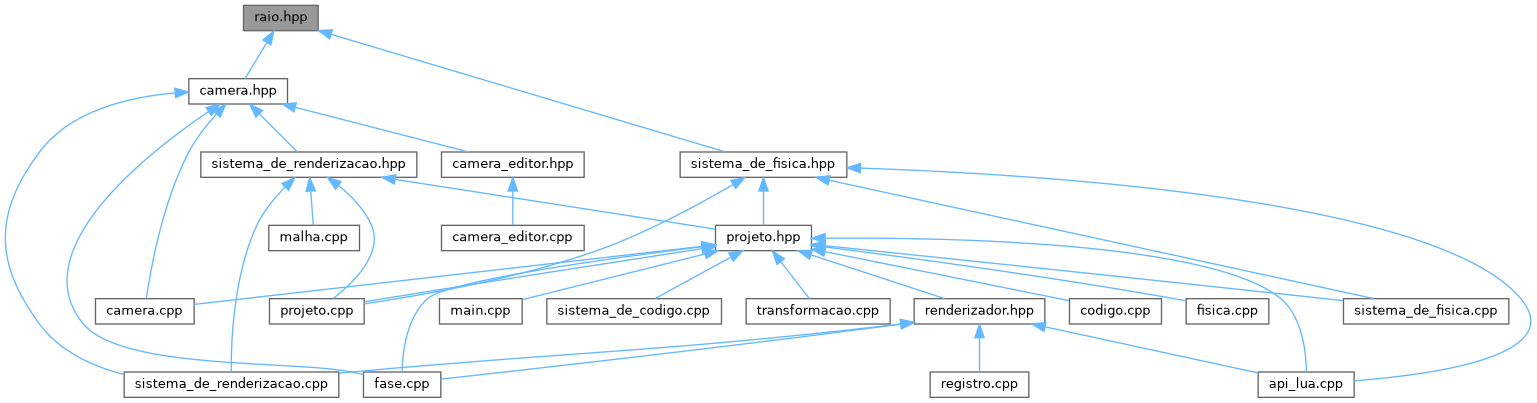 raio.hpp
camera.hpp
sistema_de_renderizacao.hpp
camera_editor.hpp
sistema_de_fisica.hpp
malha.cpp
camera_editor.cpp
projeto.hpp
camera.cpp
projeto.cpp
main.cpp
sistema_de_codigo.cpp
transformacao.cpp
renderizador.hpp
codigo.cpp
fisica.cpp
sistema_de_fisica.cpp
sistema_de_renderizacao.cpp
fase.cpp
registro.cpp
api_lua.cpp